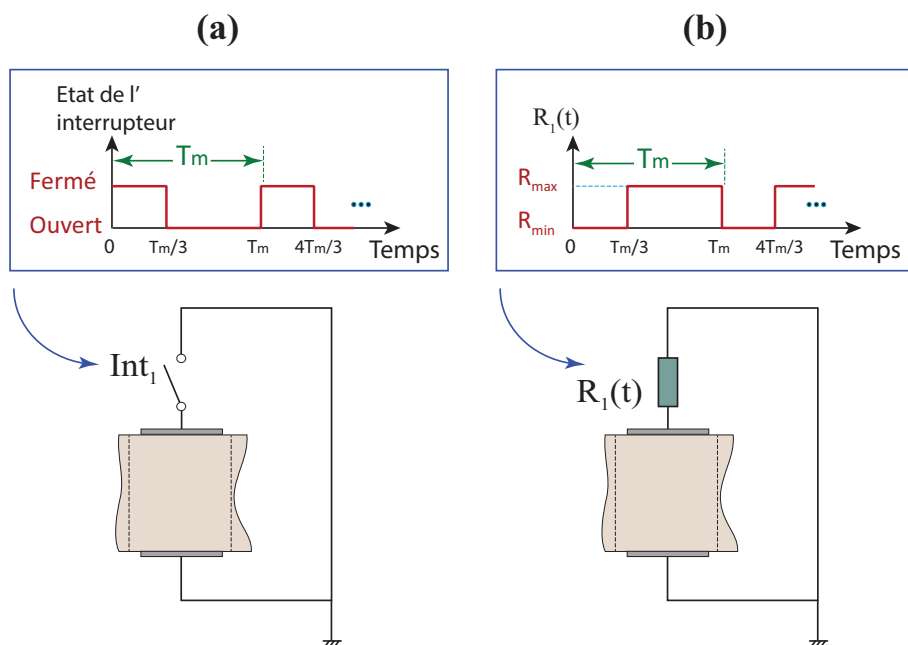 (a)
Etat de l'
interrupteur
Tm
Fermé
Ouvert
0 Tm/3 Tm 4Tm/3 Temps
Int1
(b)
R1(t)
Tm
Rmax
Rmin
0 Tm/3 Tm 4Tm/3 Temps
R1(t)